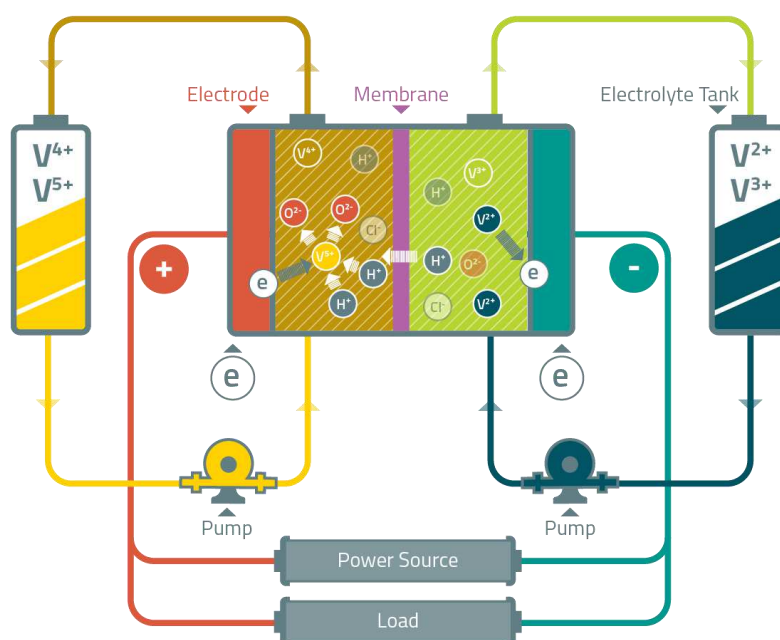 Electrode
Membrane
Electrolyte Tank
V⁴⁺
V⁵⁺
V²⁺
V³⁺
V⁴⁺
H⁺
V³⁺
H⁺
O²⁻
O²⁻
V²⁺
Cl⁻
V⁵⁺
H⁺
H⁺
O²⁻
e
e
H⁺
Cl⁻
V²⁺
+
-
e
e
Pump
Pump
Power Source
Load